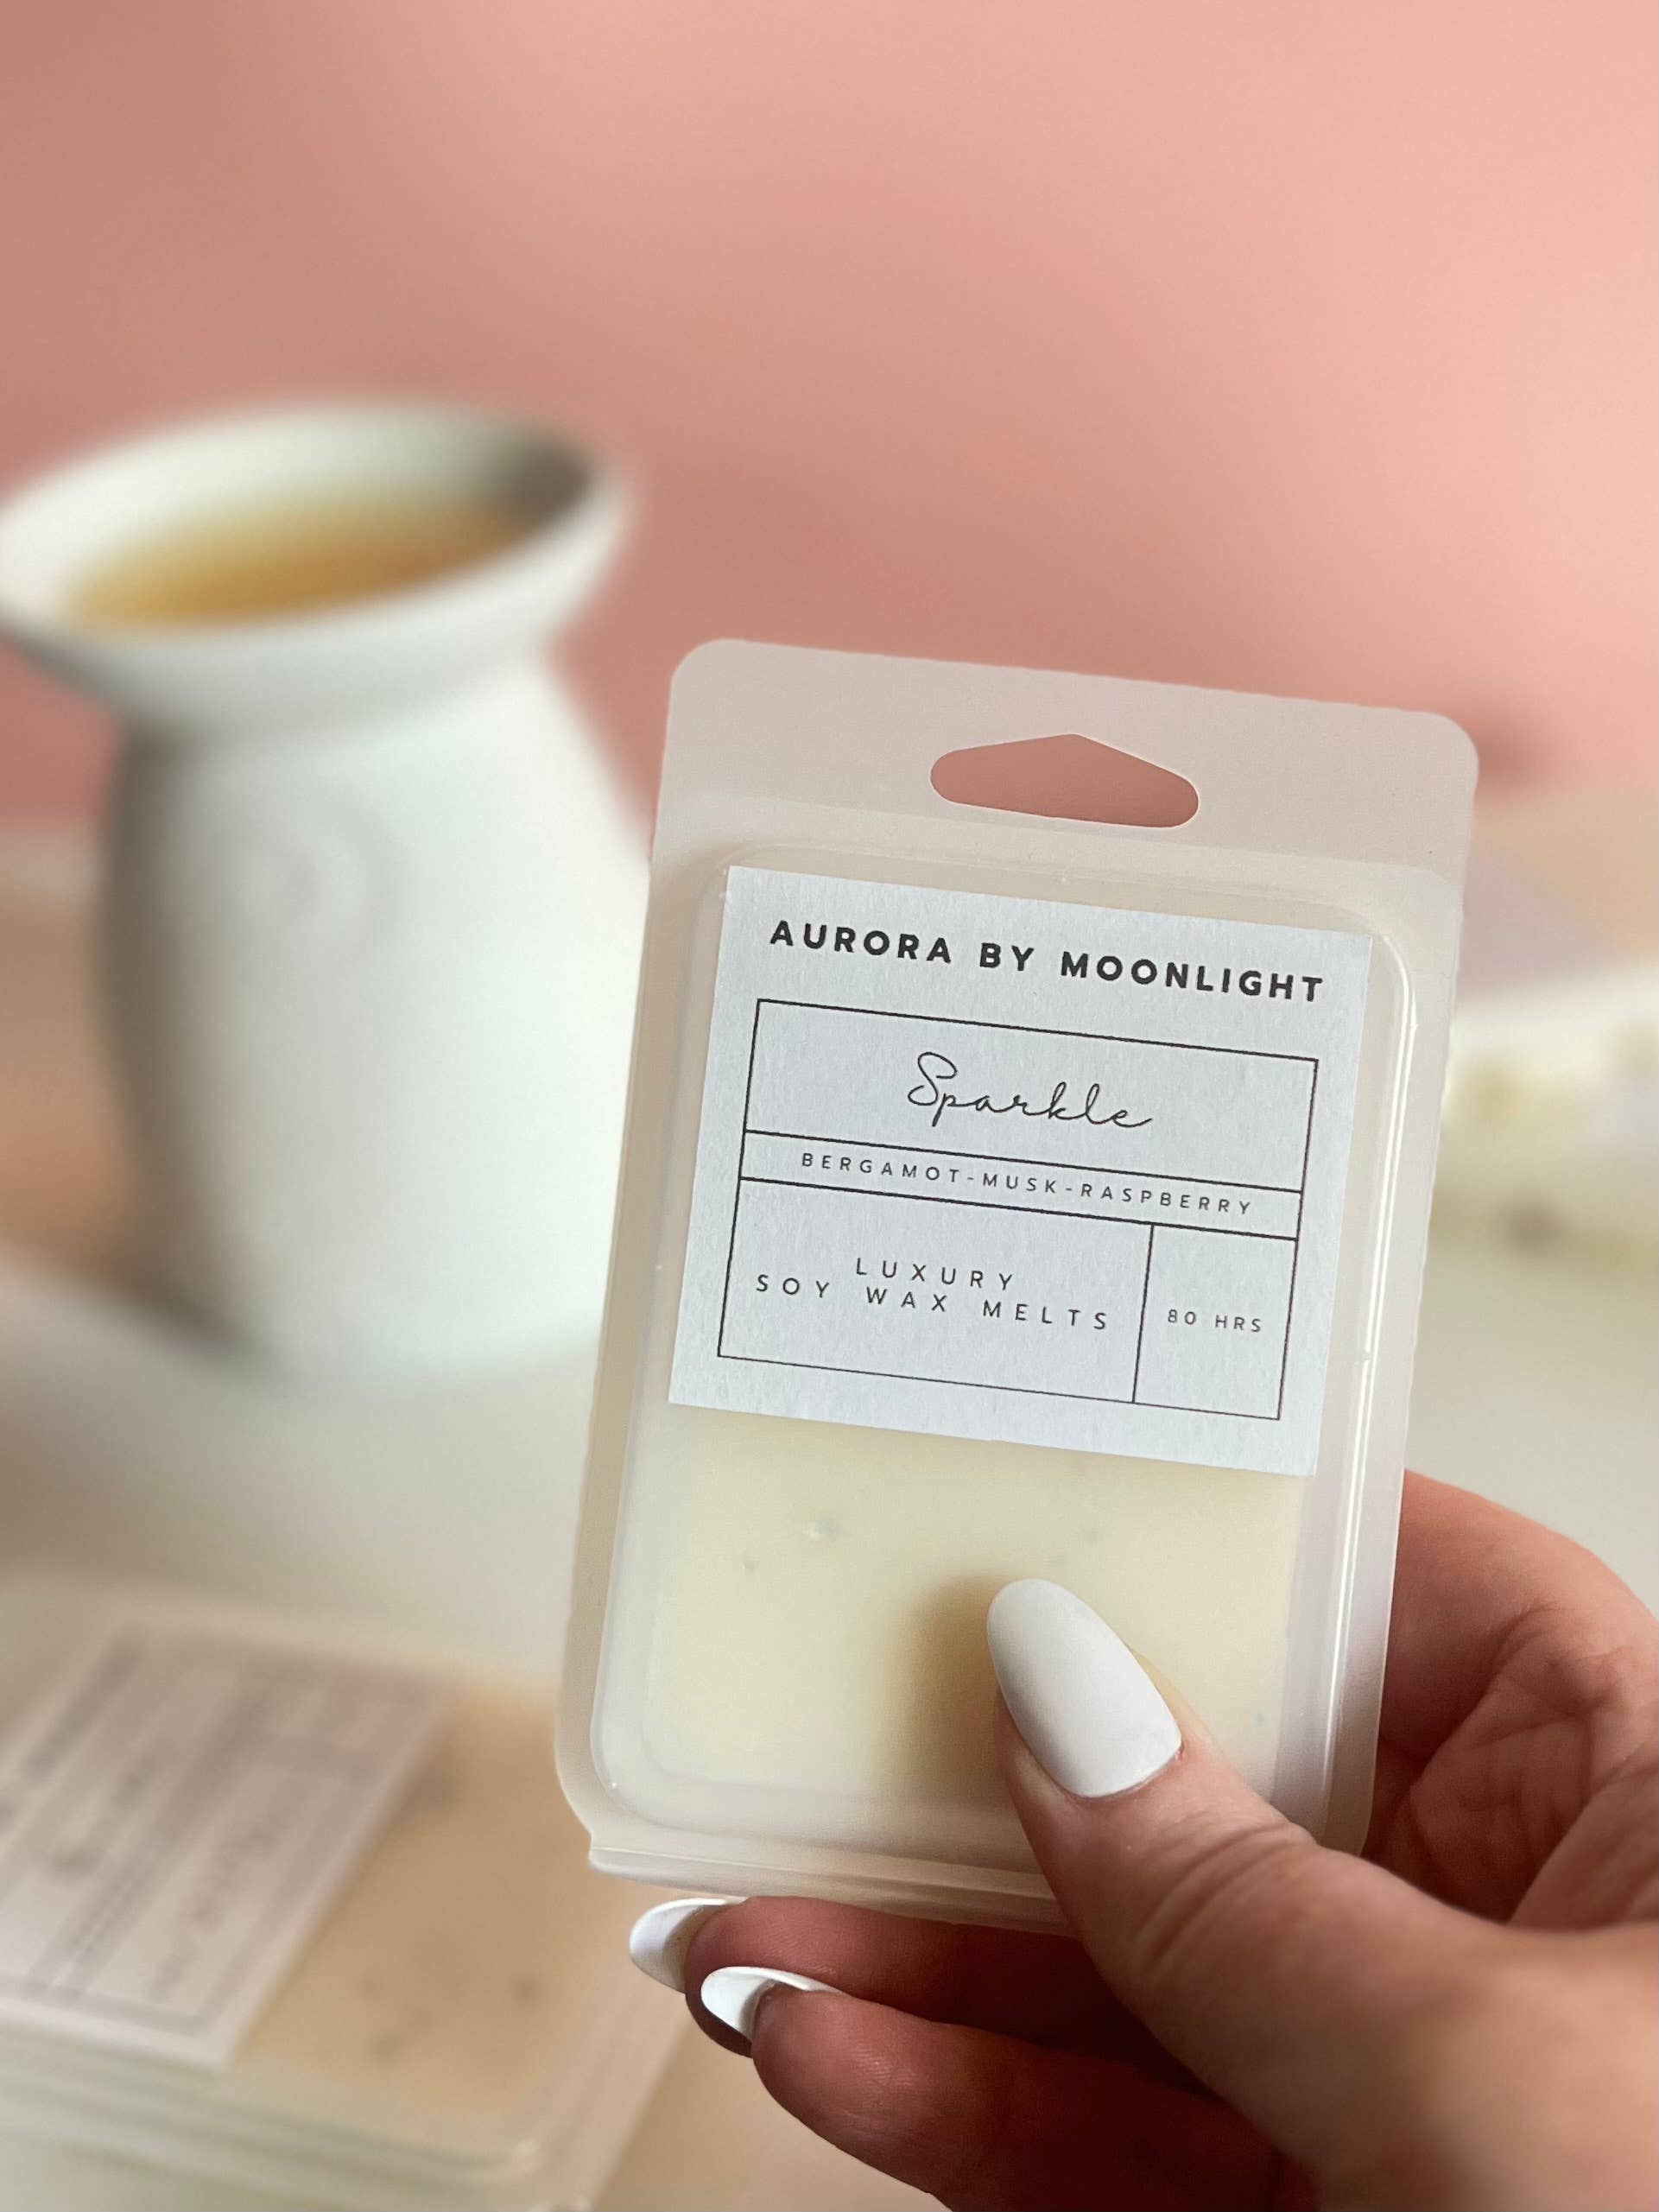 AURORA BY MOONLIGHT
Sparkle
BERGAMOT-MUSK-RASPBERRY
LUXURY
SOY WAX MELTS
80 HRS